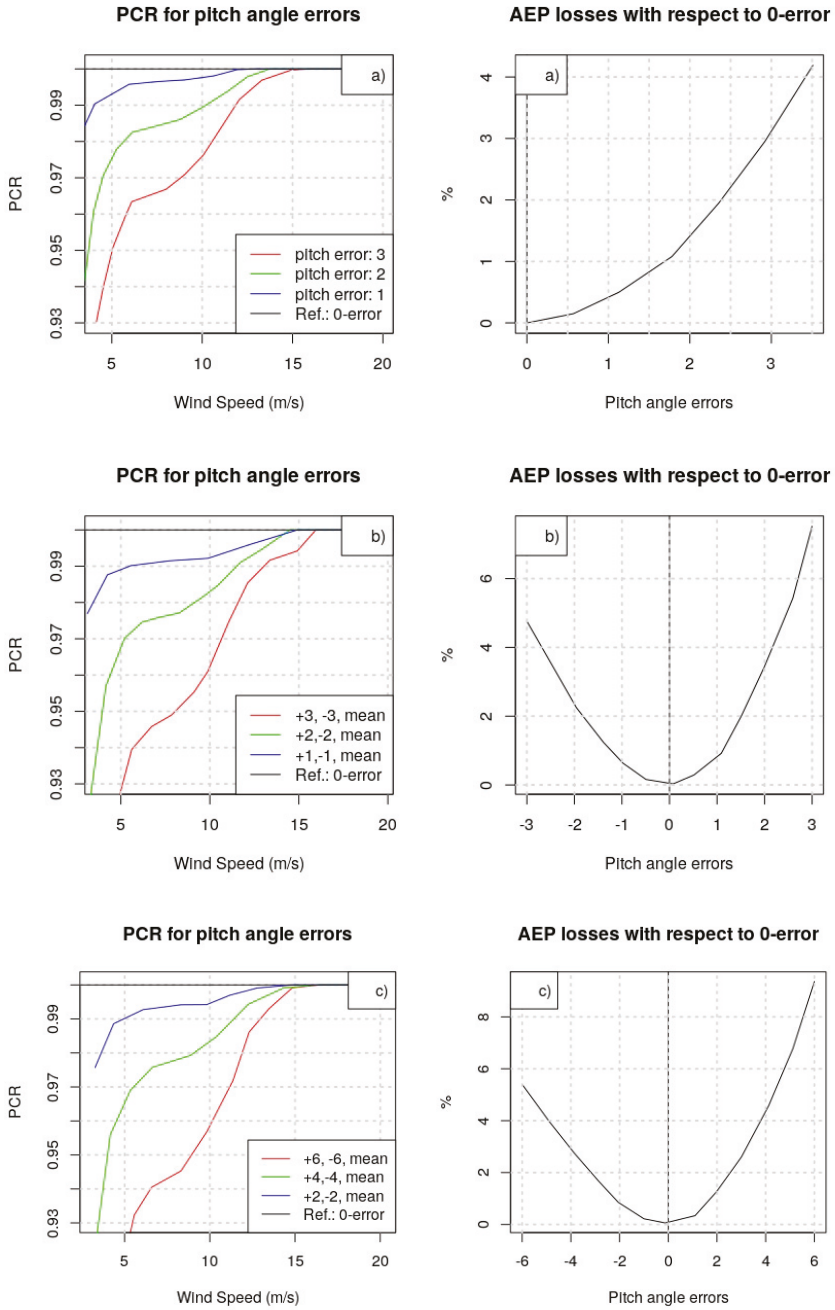 PCR for pitch angle errors
AEP losses with respect to 0-error
a)
0.99
0.97
0.95
0.93
PCR
pitch error: 3
pitch error: 2
pitch error: 1
Ref.: 0-error
5 10 15 20
Wind Speed (m/s)
a)
4
3
2
1
0
%
0 1 2 3
Pitch angle errors
PCR for pitch angle errors
AEP losses with respect to 0-error
b)
0.99
0.97
0.95
0.93
PCR
+3, -3, mean
+2,-2, mean
+1,-1, mean
Ref.: 0-error
5 10 15 20
Wind Speed (m/s)
b)
6
4
2
0
%
-3 -2 -1 0 1 2 3
Pitch angle errors
PCR for pitch angle errors
AEP losses with respect to 0-error
c)
0.99
0.97
0.95
0.93
PCR
+6, -6, mean
+4,-4, mean
+2,-2, mean
Ref.: 0-error
5 10 15 20
Wind Speed (m/s)
c)
8
6
4
2
0
%
-6 -4 -2 0 2 4 6
Pitch angle errors